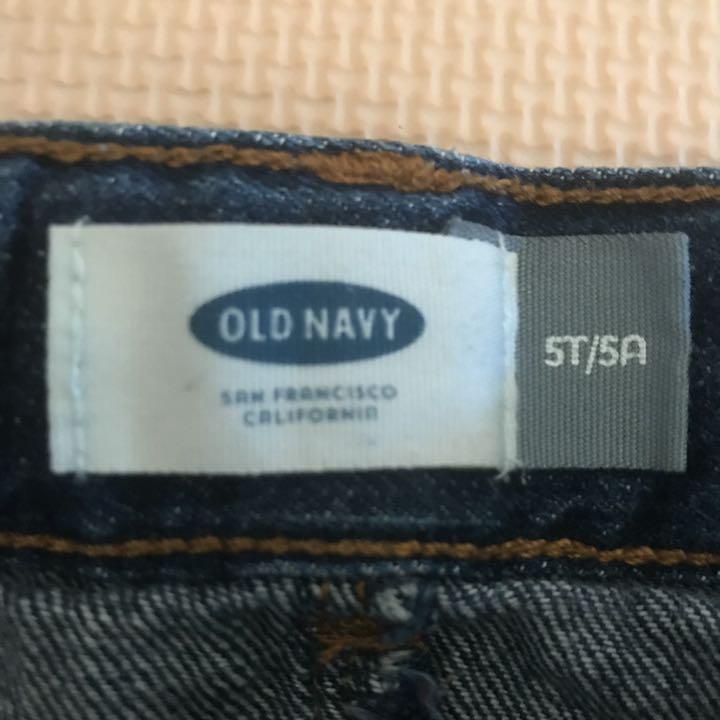 OLD NAVY
SAN FRANCISCO
CALIFORNIA
5T/5A